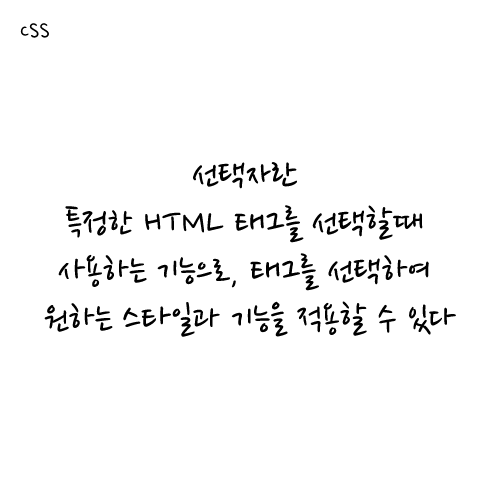 css
선택자란
특정한 HTML 태그를 선택할때
사용하는 기능으로, 태그를 선택하여
원하는 스타일과 기능을 적용할 수 있다